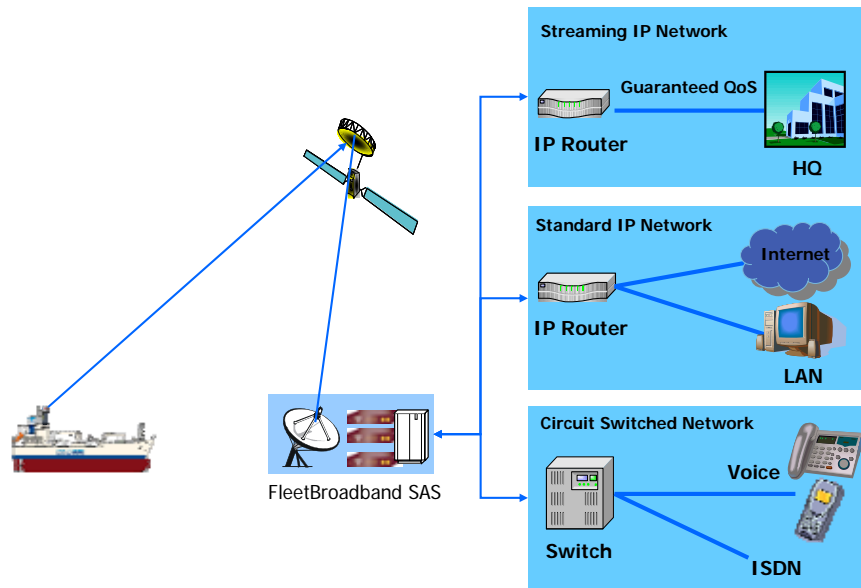 Streaming IP Network
Guaranteed QoS
IP Router
HQ
Standard IP Network
Internet
IP Router
LAN
FleetBroadband SAS
Circuit Switched Network
Voice
Switch
ISDN